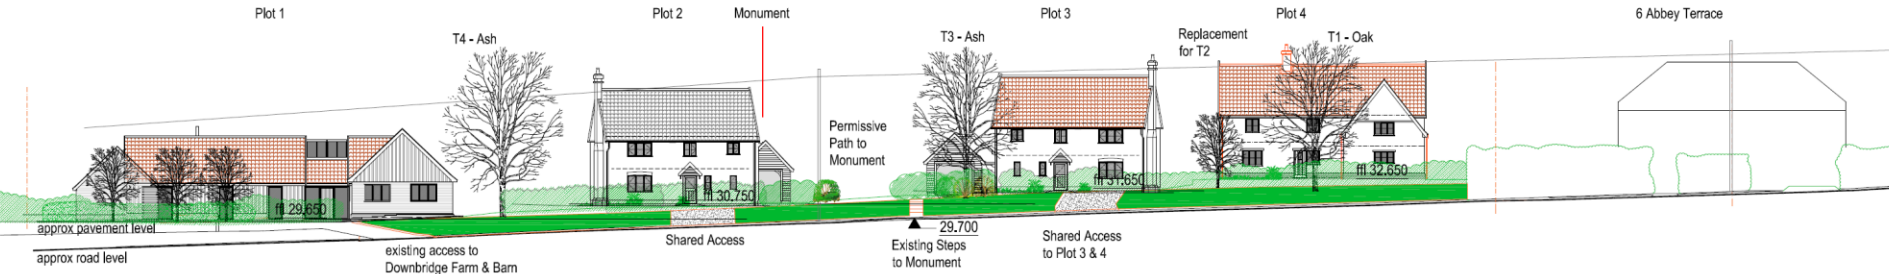 Plot 1
Plot 2
Monument
Plot 3
Plot 4
6 Abbey Terrace
T4 - Ash
T3 - Ash
Replacement
for T2
T1 - Oak
Permissive
Path to
Monument
ffl 29.650
ffl 30.750
ffl 31.650
ffl 32.650
approx pavement level
approx road level
existing access to
Downbridge Farm & Barn
Shared Access
29.700
Existing Steps
to Monument
Shared Access
to Plot 3 & 4